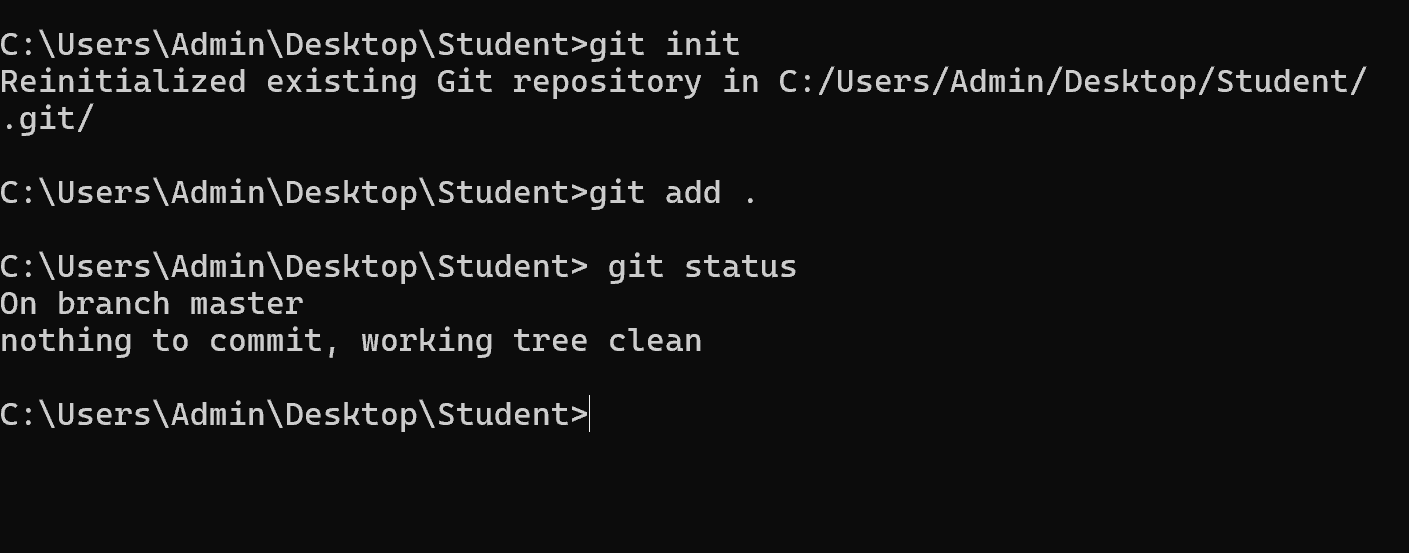 C:\Users\Admin\Desktop\Student>git init
Reinitialized existing Git repository in C:/Users/Admin/Desktop/Student/
.git/
C:\Users\Admin\Desktop\Student>git add .
C:\Users\Admin\Desktop\Student> git status
On branch master
nothing to commit, working tree clean
C:\Users\Admin\Desktop\Student>